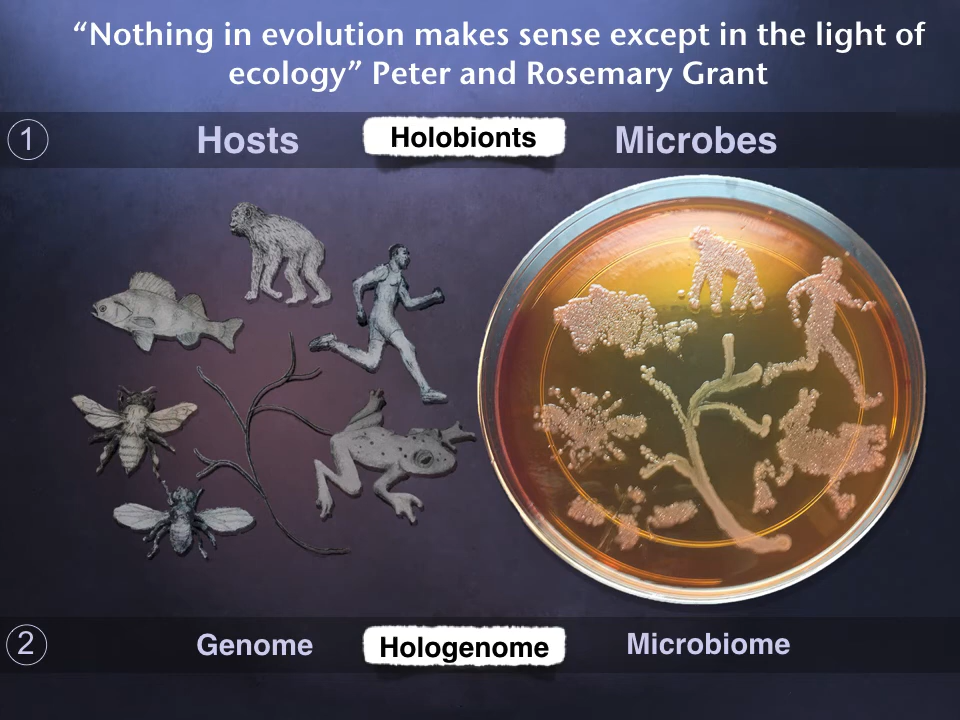 “Nothing in evolution makes sense except in the light of
ecology” Peter and Rosemary Grant
1 Hosts Holobionts Microbes
2 Genome Hologenome Microbiome